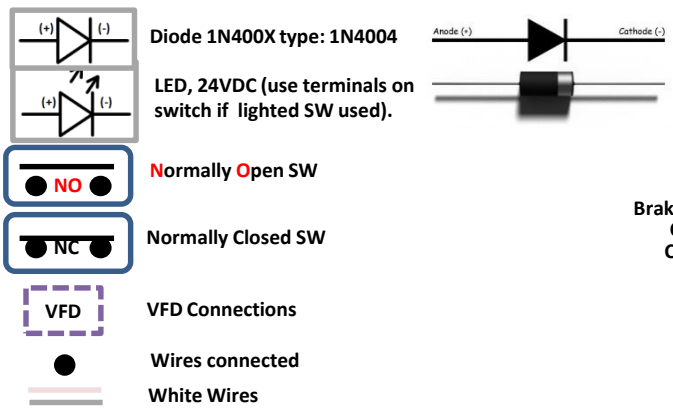 (+) (-)
Diode 1N400X type: 1N4004
Anode (+) Cathode (-)
(+) (-)
LED, 24VDC (use terminals on
switch if lighted SW used).
NO
Normally Open SW
Brak
NC
Normally Closed SW
VFD
VFD Connections
Wires connected
White Wires